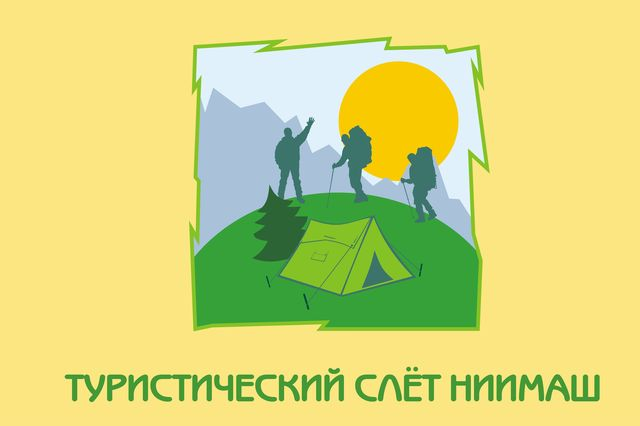 ТУРИСТИЧЕСКИЙ СЛЁТ НИИМАШ